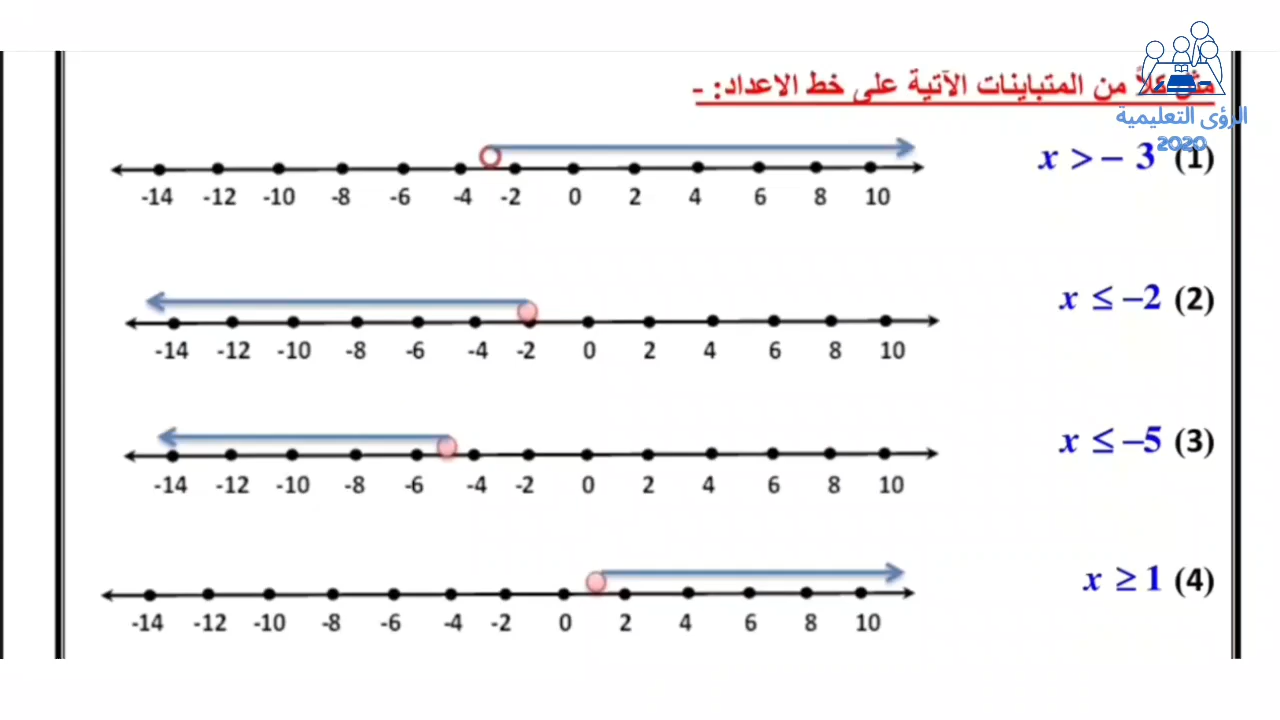 مثل كلاً من المتباينات الآتية على خط الاعداد: -
الرؤى التعليمية
2020
(1) x > – 3
-14 -12 -10 -8 -6 -4 -2 0 2 4 6 8 10
(2) x ≤ –2
-14 -12 -10 -8 -6 -4 -2 0 2 4 6 8 10
(3) x ≤ –5
-14 -12 -10 -8 -6 -4 -2 0 2 4 6 8 10
(4) x ≥ 1
-14 -12 -10 -8 -6 -4 -2 0 2 4 6 8 10